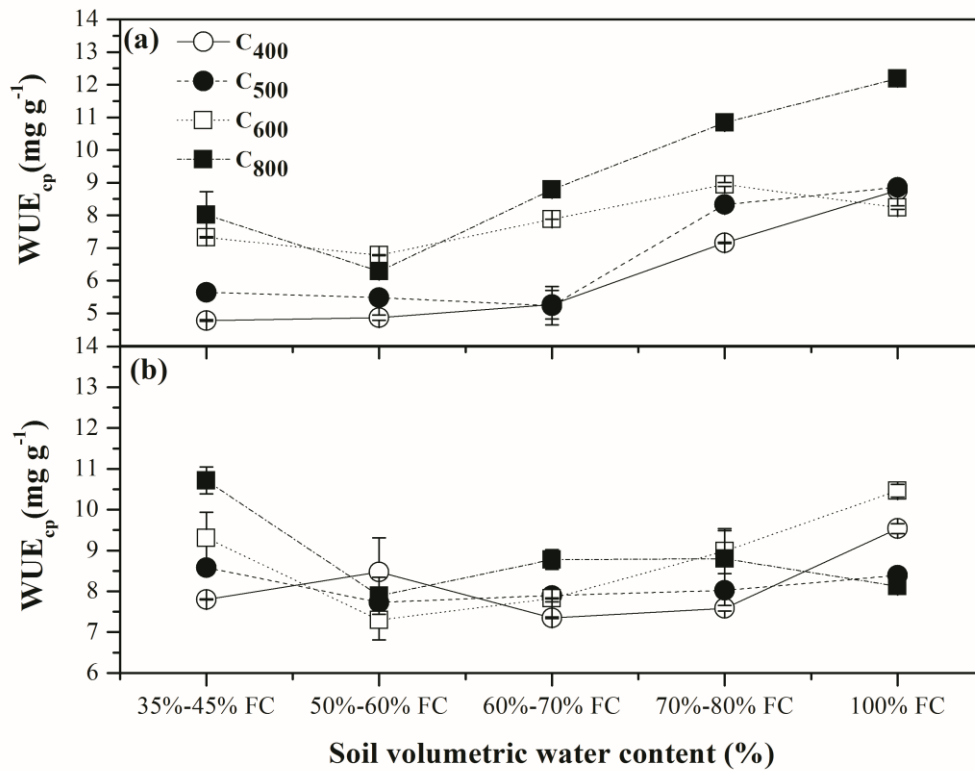 14
(a)
C400
13
12
C500
11
C600
10
C800
9
8
7
6
5
WUEcp(mg g-1)
14
(b)
13
12
11
10
9
8
7
6
WUEcp(mg g-1)
35%-45% FC 50%-60% FC 60%-70% FC 70%-80% FC 100% FC
Soil volumetric water content (%)